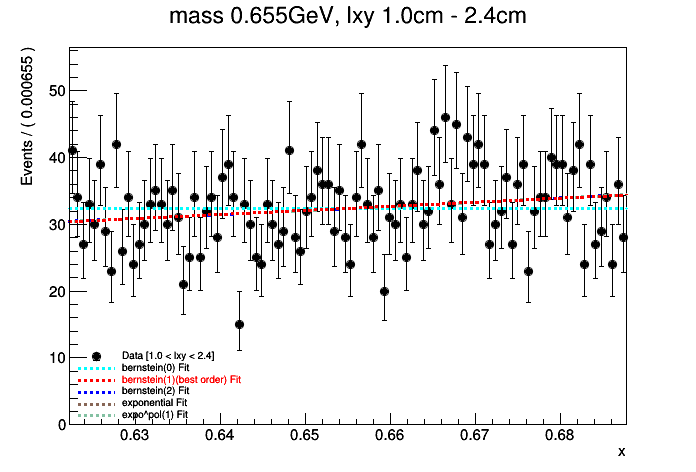 mass 0.655GeV, lxy 1.0cm - 2.4cm
Events / ( 0.000655 )
50
40
30
20
10
0
Data [1.0 < lxy < 2.4]
bernstein(0) Fit
bernstein(1)(best order) Fit
bernstein(2) Fit
exponential Fit
expo^pol(1) Fit
0.63 0.64 0.65 0.66 0.67 0.68
x